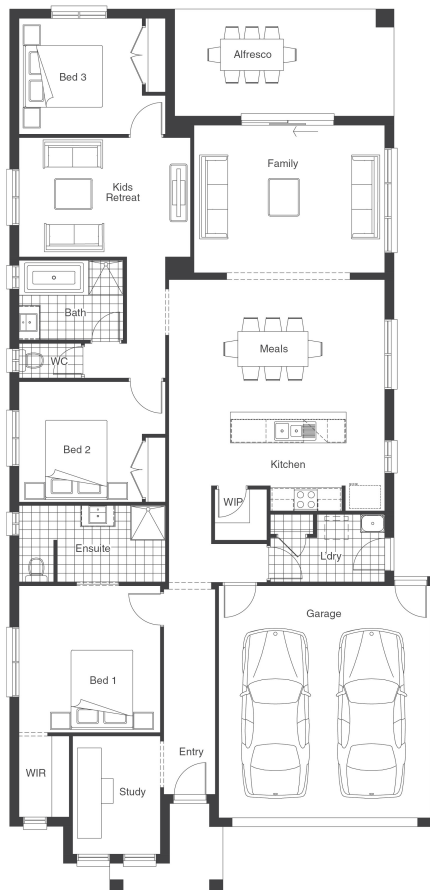 Alfresco
Bed 3
Family
Kids
Retreat
Bath
Meals
WC
Bed 2
Kitchen
WIP
Ensuite
L'dry
Garage
Bed 1
Entry
WIR
Study